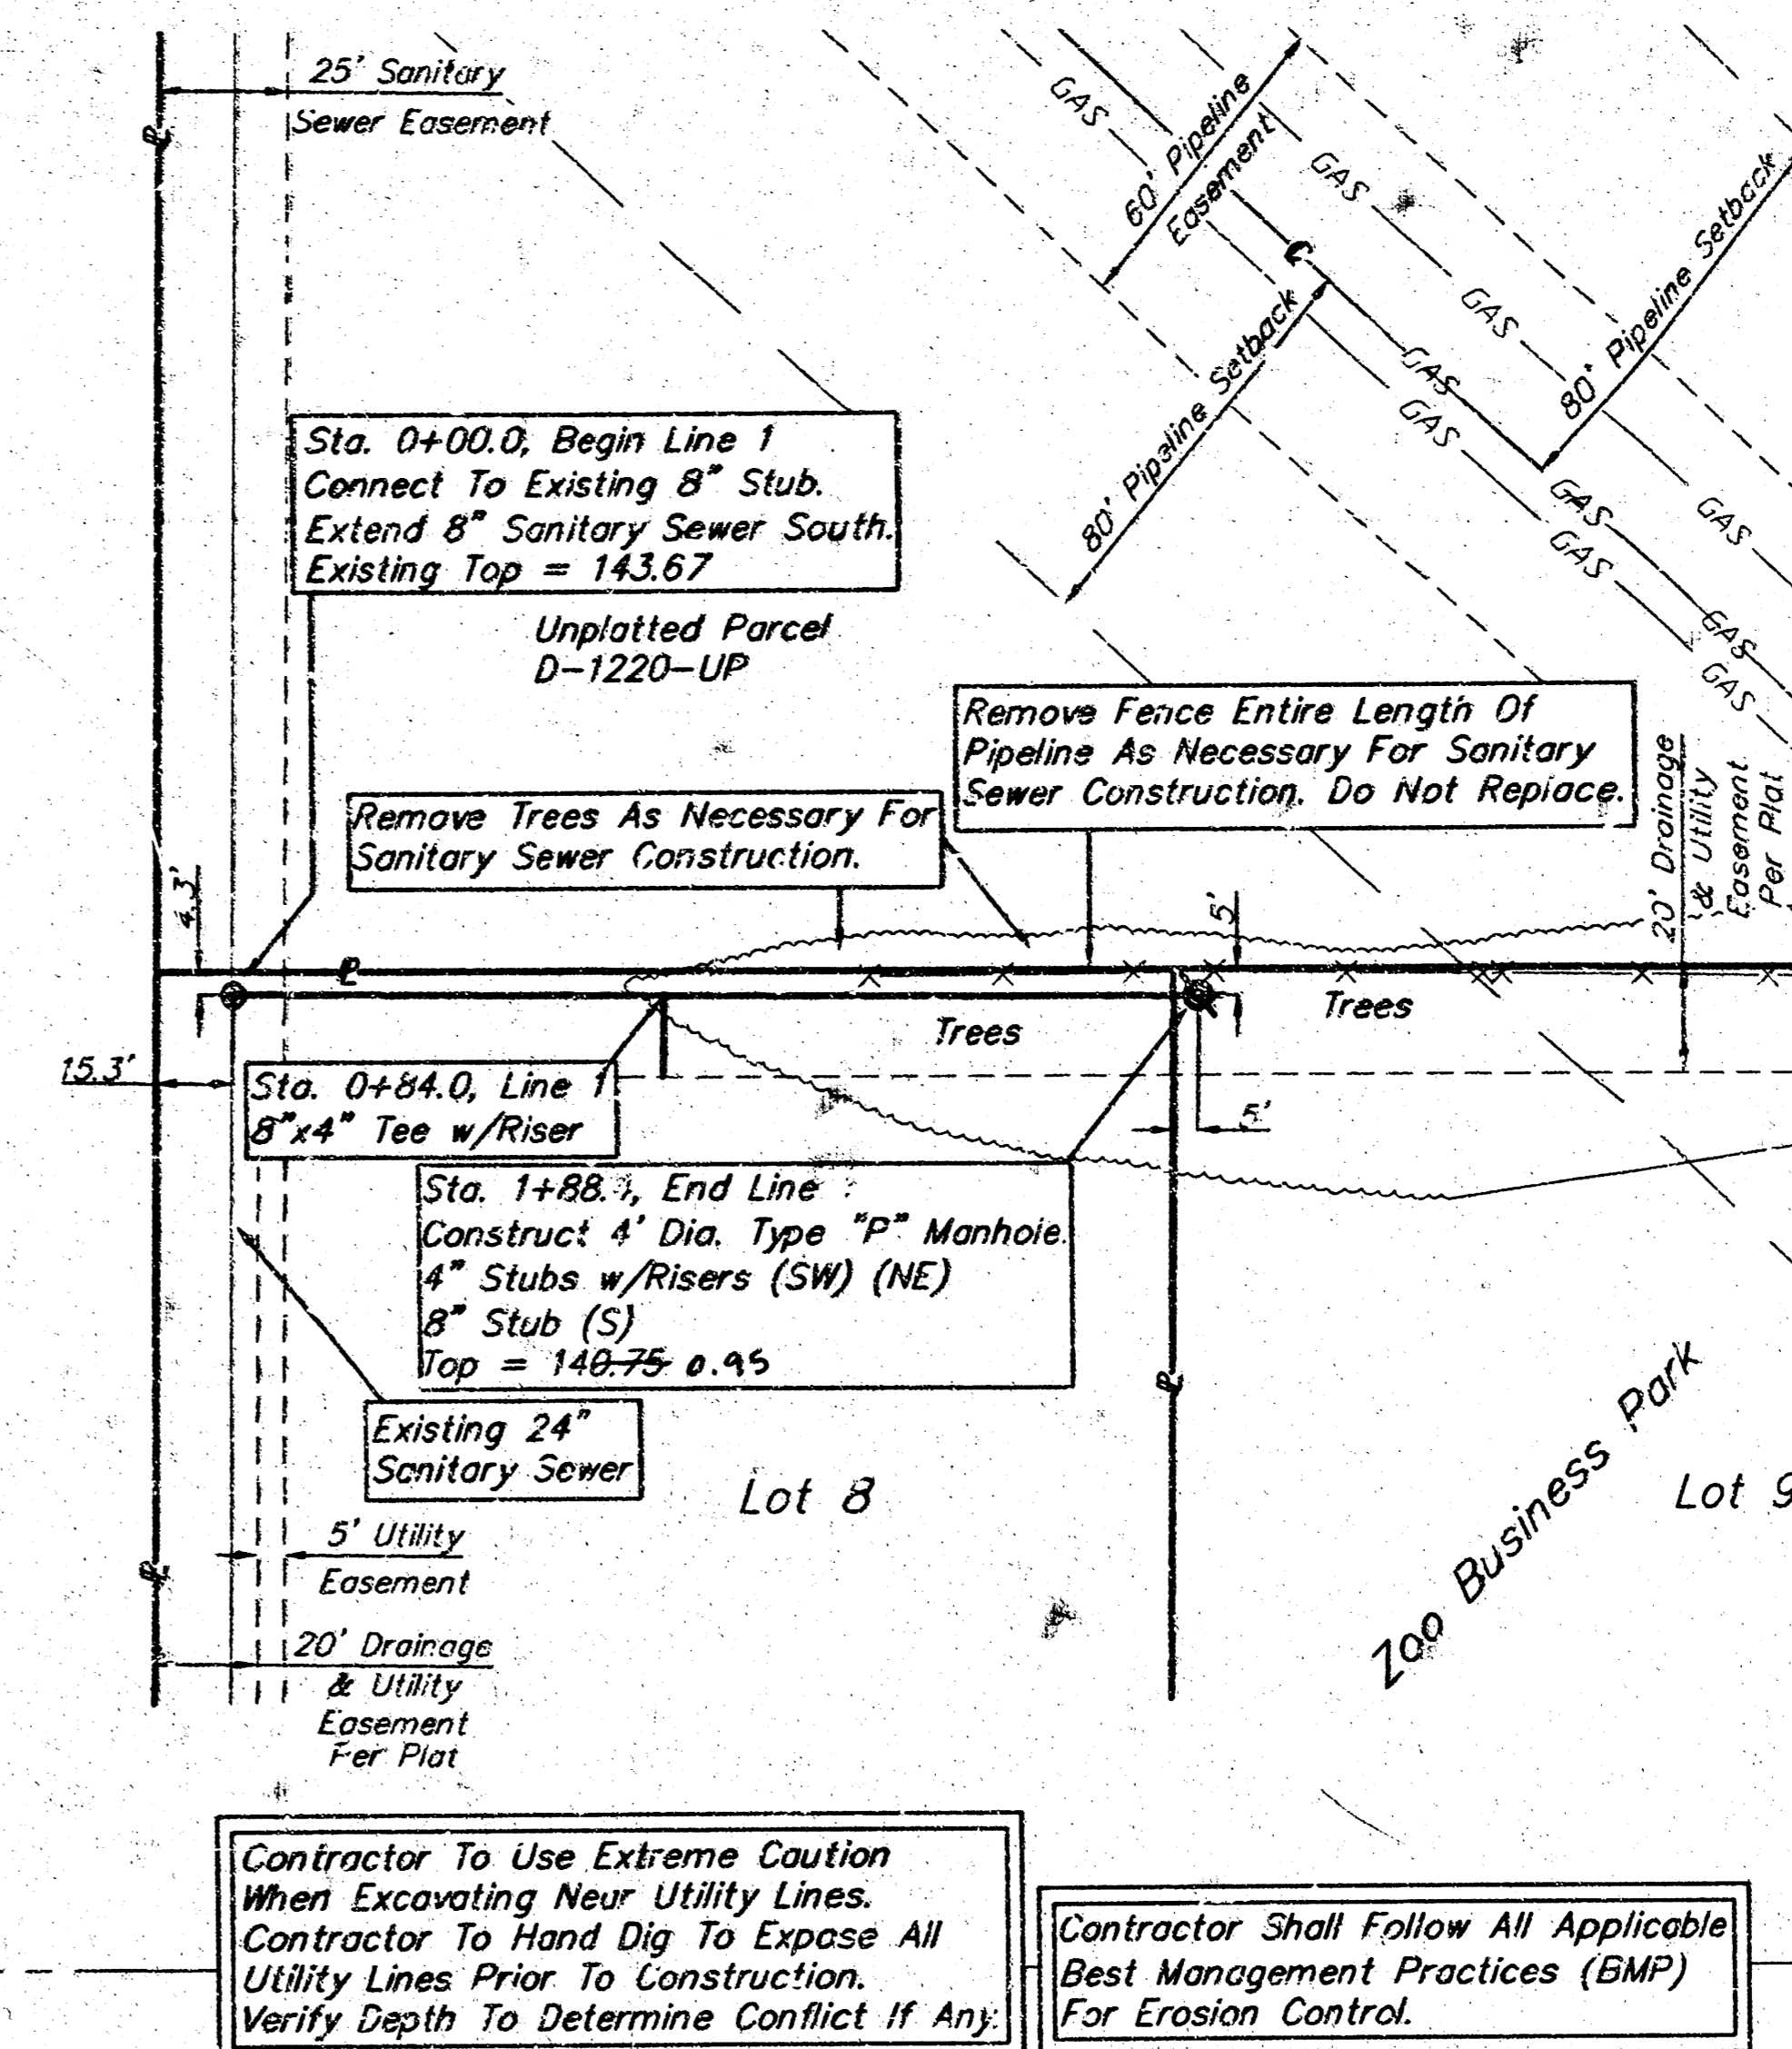 25' Sanitary
Sewer Easement
GAS
60' Pipeline
Easement
GAS
80' Pipeline Setback
GAS
80' Pipeline Setback
GAS
GAS
GAS
GAS
GAS
GAS
GAS
Sta. 0+00.0, Begin Line 1
Connect To Existing 8" Stub.
Extend 8" Sanitary Sewer South.
Existing Top = 143.67
Unplatted Parcel
D-1220-UP
Remove Fence Entire Length Of
Pipeline As Necessary For Sanitary
Sewer Construction. Do Not Replace.
Remove Trees As Necessary For
Sanitary Sewer Construction.
20' Drainage
& Utility
Easement
Per Plat
4.3'
5'
Trees
Trees
15.3'
Sta. 0+84.0, Line 1
8"x4" Tee w/Riser
5'
Sta. 1+88. , End Line
Construct 4' Dia. Type "P" Manhole.
4" Stubs w/Risers (SW) (NE)
8" Stub (S)
Top = 140.75 0.95
Existing 24"
Sanitary Sewer
Lot 8
Zoo Business Park
Lot 9
5' Utility
Easement
20' Drainage
& Utility
Easement
Per Plat
Contractor To Use Extreme Caution
When Excavating Near Utility Lines.
Contractor To Hand Dig To Expose All
Utility Lines Prior To Construction.
Verify Depth To Determine Conflict If Any.
Contractor Shall Follow All Applicable
Best Management Practices (BMP)
For Erosion Control.